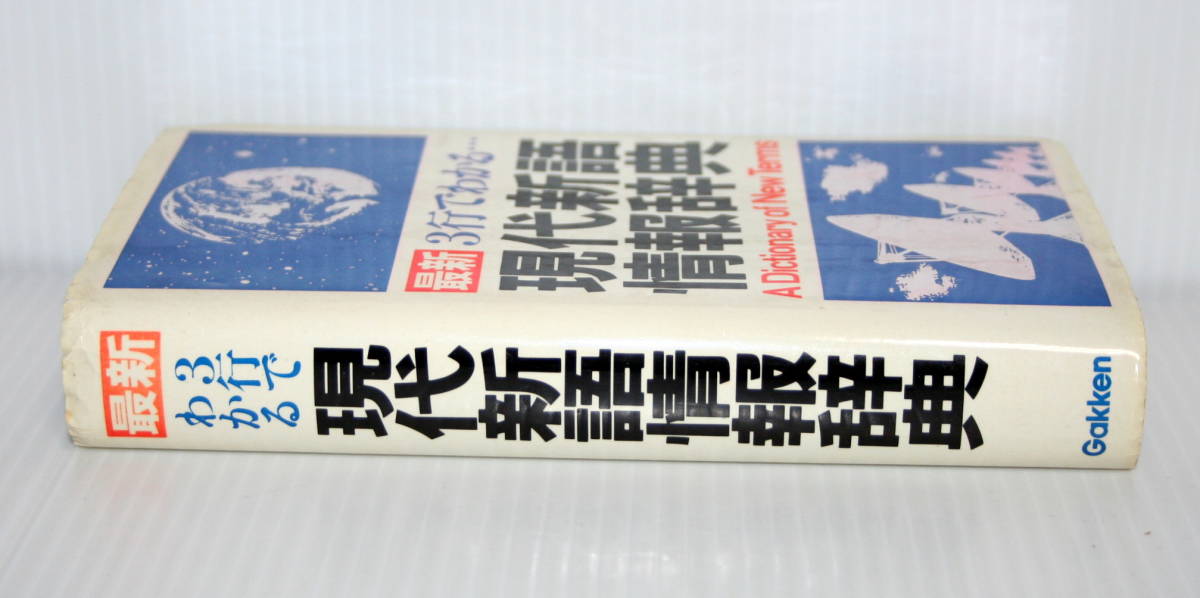 最新
3行でわかる…
現代新語
情報辞典
A Dictionary of New Terms
最新
3行で
わかる
現代新語情報辞典
Gakken